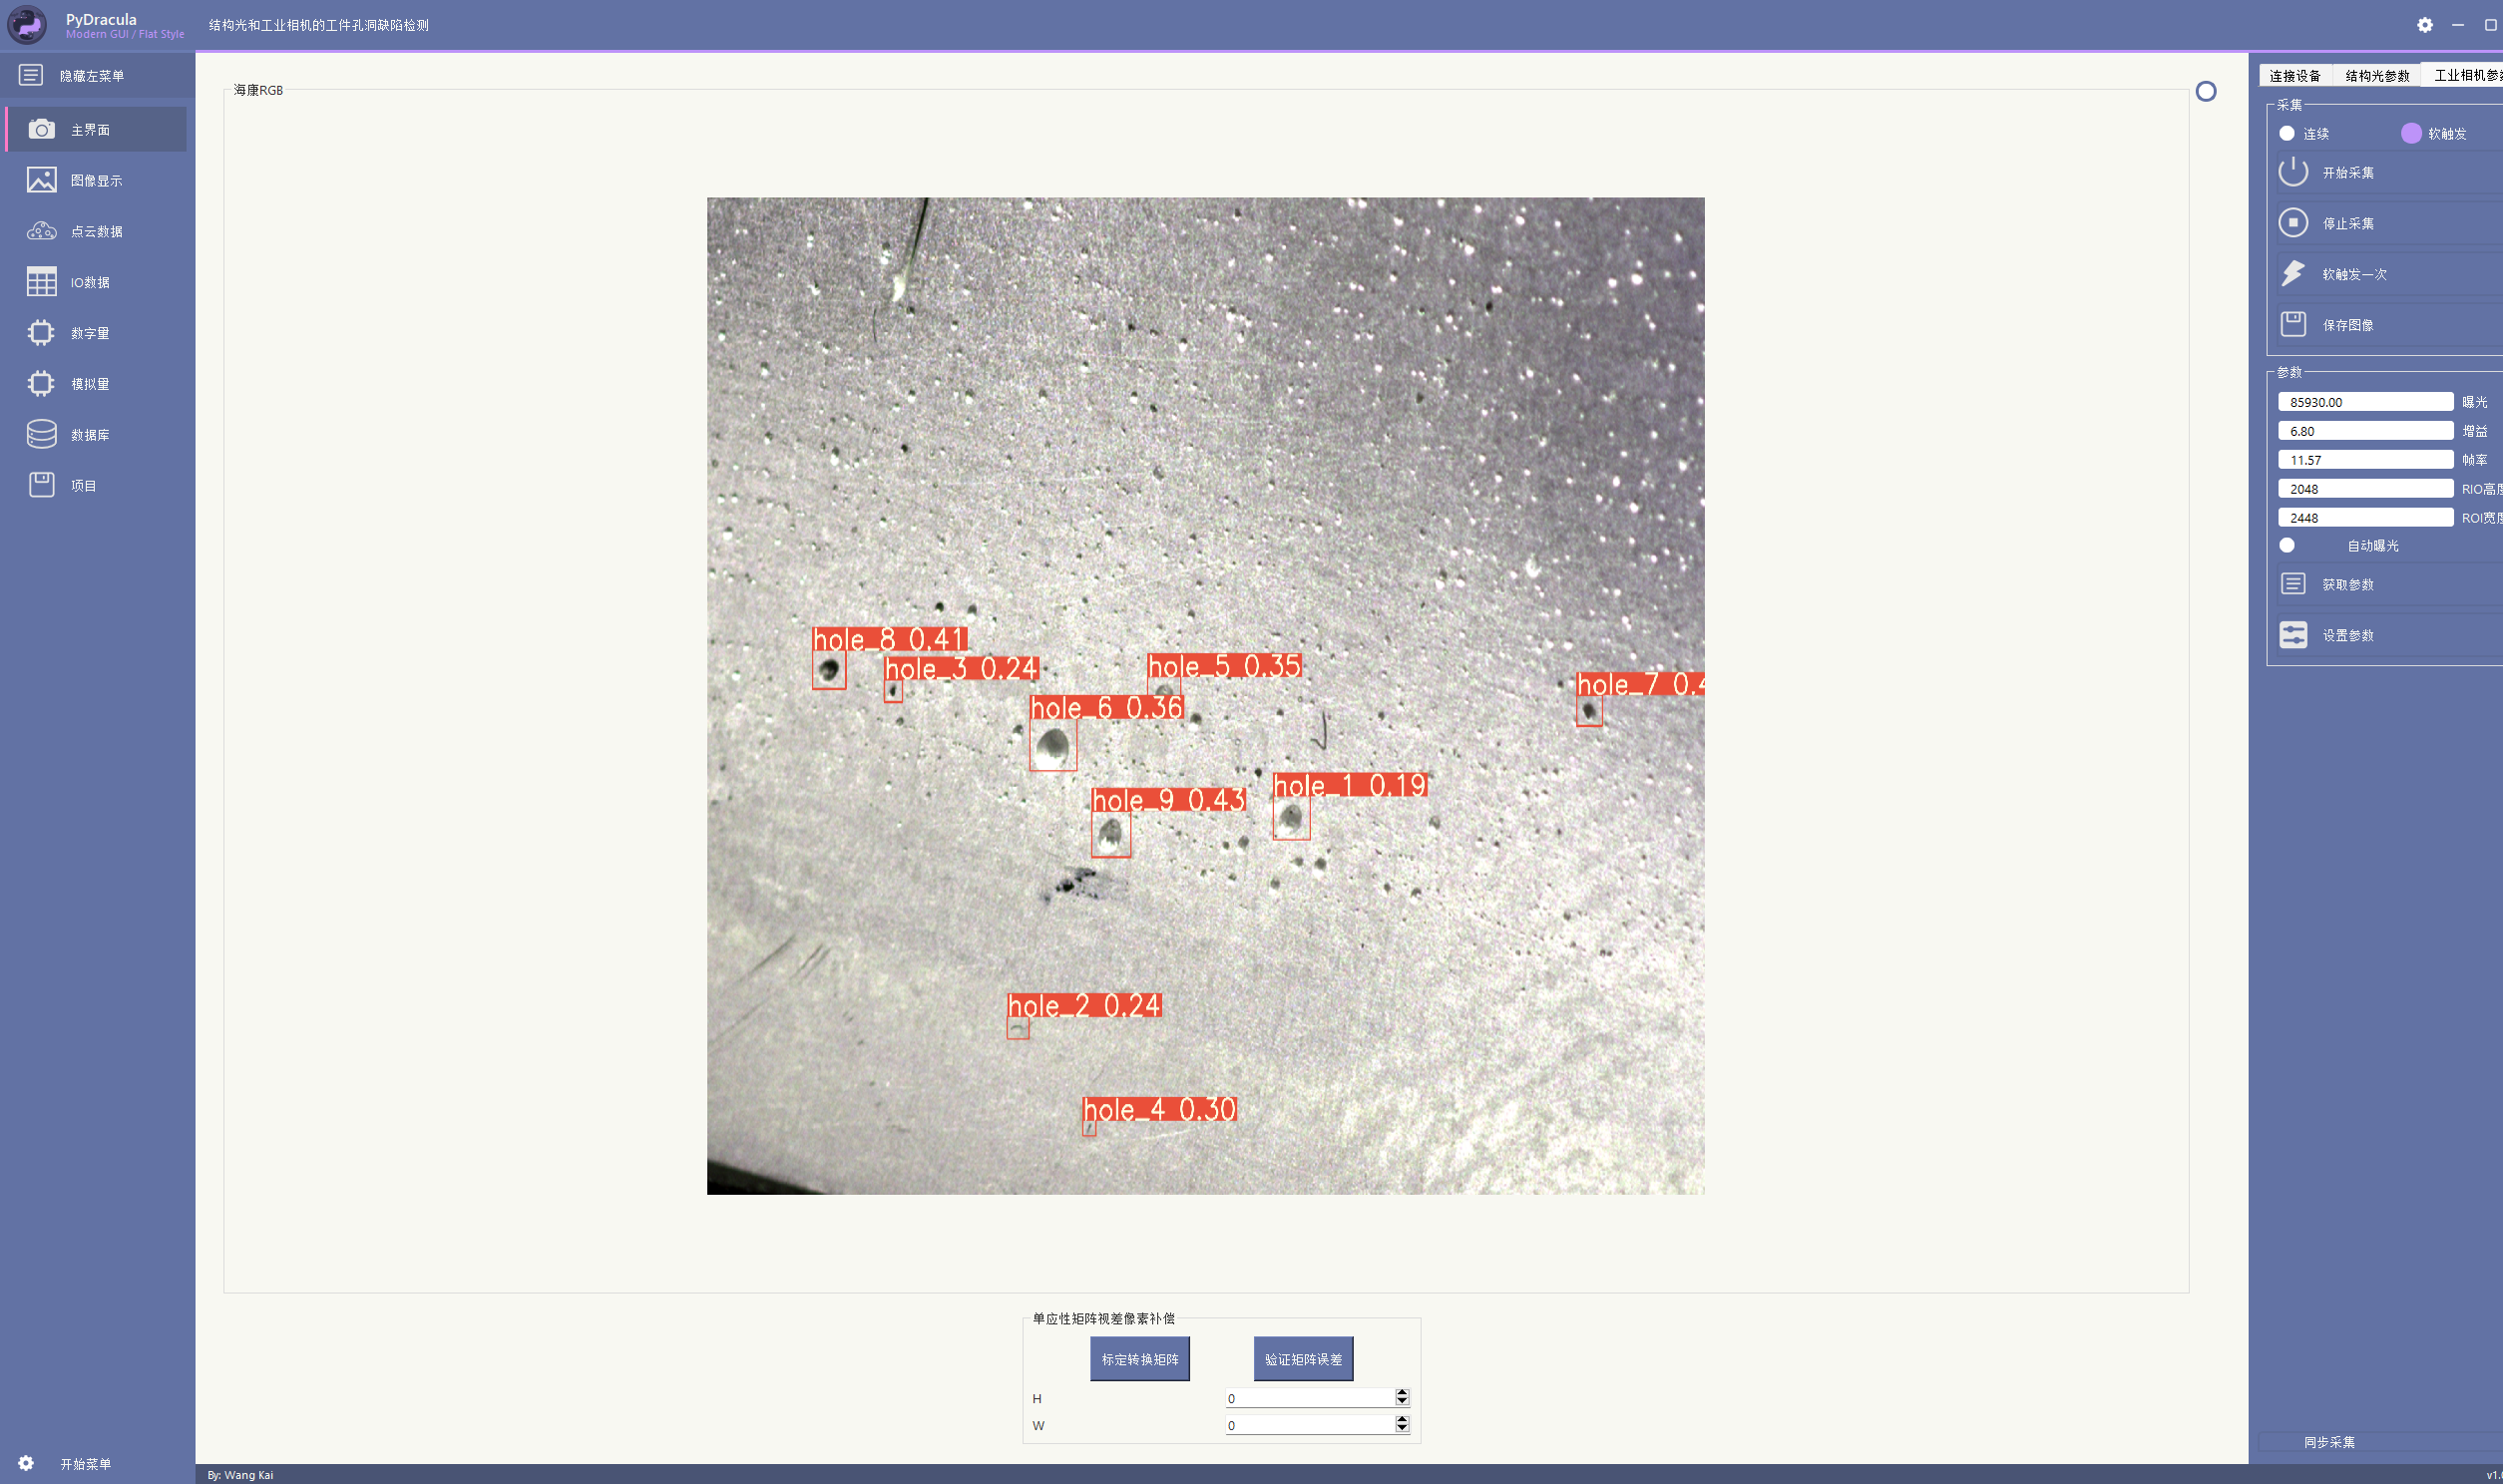 PyDracula
Modern GUI / Flat Style
结构光和工业相机的工件孔洞缺陷检测
隐藏左菜单
主界面
图像显示
点云数据
IO数据
数字量
模拟量
数据库
项目
开始菜单
海康RGB
hole_8 0.41
hole_3 0.24
hole_5 0.35
hole_7 0.4
hole_6 0.36
hole_1 0.19
hole_9 0.43
hole_2 0.24
hole_4 0.30
单应性矩阵视差像素补偿
标定转换矩阵 验证矩阵误差
H 0
W 0
连接设备 结构光参数 工业相机参数
采集
连续 软触发
开始采集
停止采集
软触发一次
保存图像
参数
85930.00 曝光
6.80 增益
11.57 帧率
2048 RIO高度
2448 ROI宽度
自动曝光
获取参数
设置参数
同步采集
By: Wang Kai
v1.0